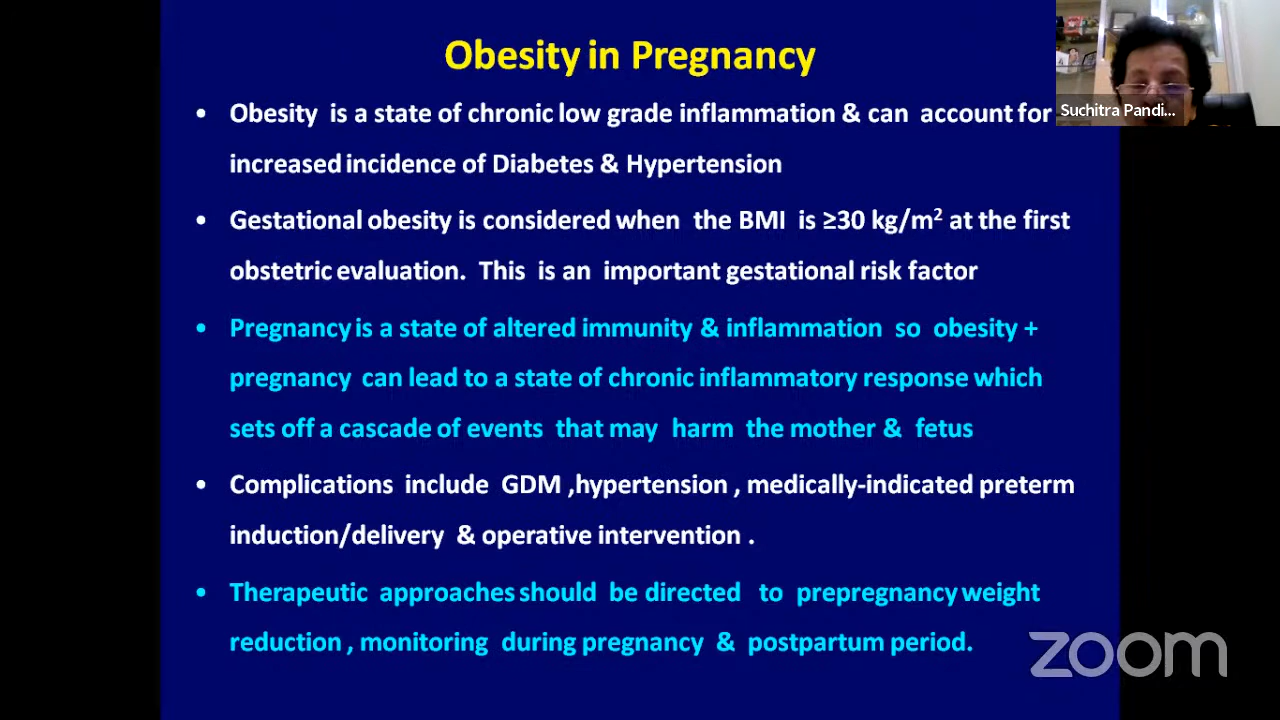 Obesity in Pregnancy
• Obesity is a state of chronic low grade inflammation & can account for
increased incidence of Diabetes & Hypertension
• Gestational obesity is considered when the BMI is ≥30 kg/m² at the first
obstetric evaluation. This is an important gestational risk factor
• Pregnancy is a state of altered immunity & inflammation so obesity +
pregnancy can lead to a state of chronic inflammatory response which
sets off a cascade of events that may harm the mother & fetus
• Complications include GDM ,hypertension , medically-indicated preterm
induction/delivery & operative intervention .
• Therapeutic approaches should be directed to prepregnancy weight
reduction , monitoring during pregnancy & postpartum period.
Suchitra Pandi...
zoom